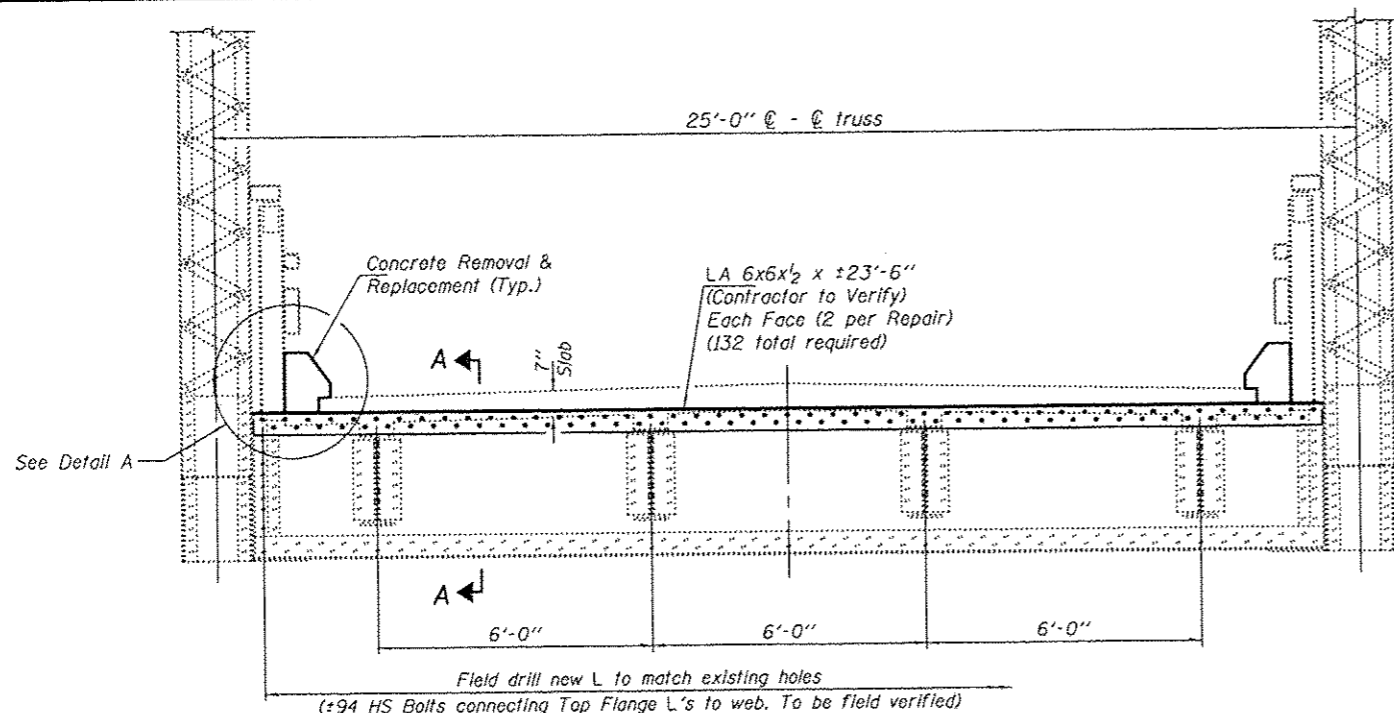 25'-0" ℄ - ℄ truss
Concrete Removal &
Replacement (Typ.)
LA 6x6x½ x ±23'-6"
(Contractor to Verify)
Each Face (2 per Repair)
(132 total required)
A
7"
Slab
See Detail A
A
6'-0"
6'-0"
6'-0"
Field drill new L to match existing holes
(±94 HS Bolts connecting Top Flange L's to web. To be field verified)